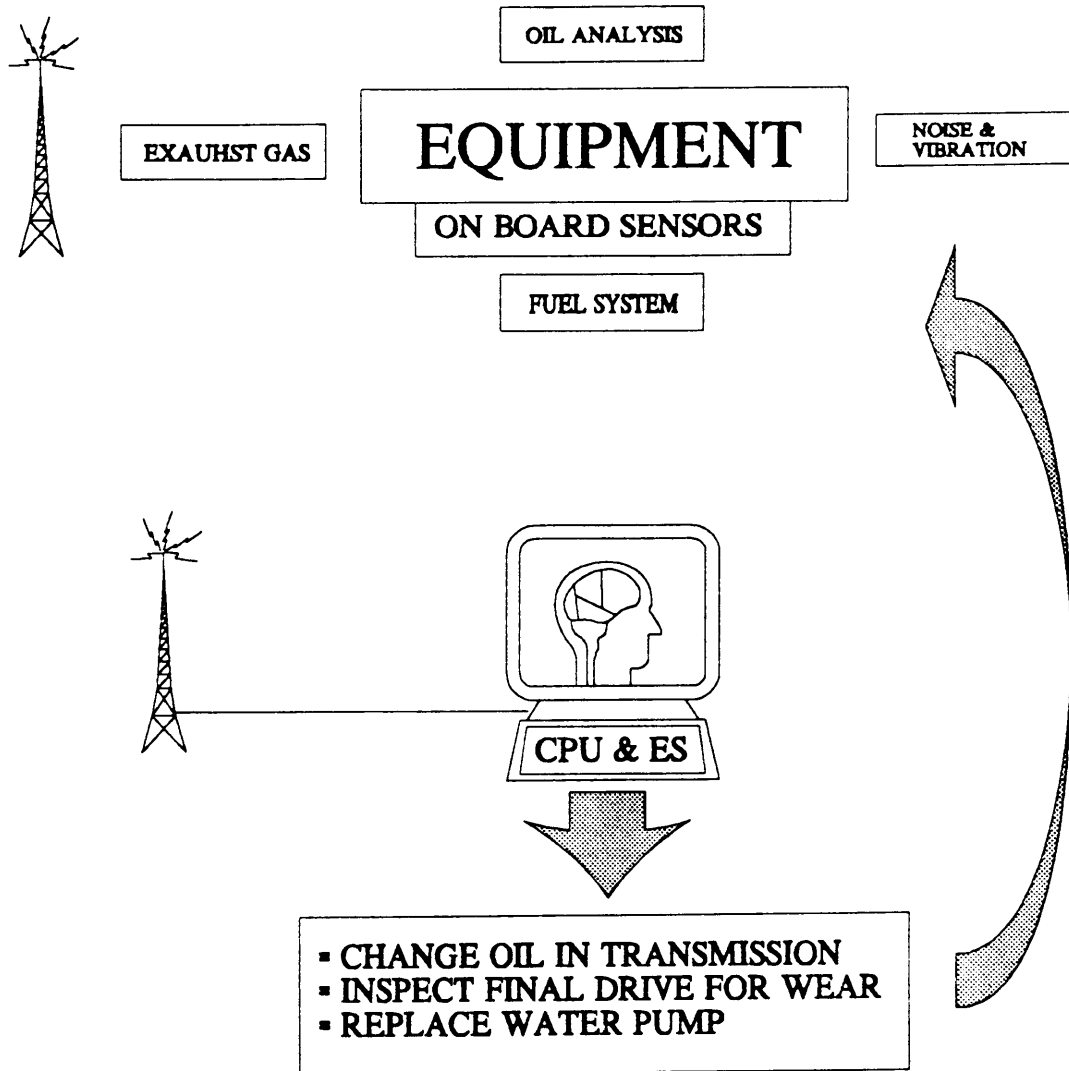 OIL ANALYSIS
EXAUHST GAS
EQUIPMENT
NOISE &
VIBRATION
ON BOARD SENSORS
FUEL SYSTEM
CPU & ES
▪ CHANGE OIL IN TRANSMISSION
▪ INSPECT FINAL DRIVE FOR WEAR
▪ REPLACE WATER PUMP